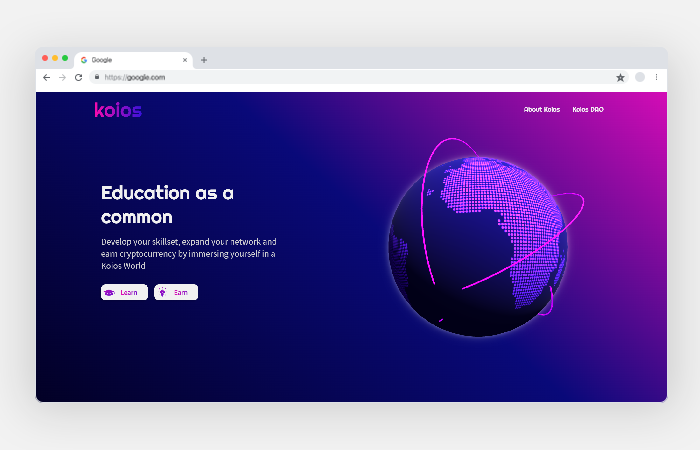 Google
https://google.com
koios
About Koios Koios DAO
Education as a
common
Develop your skillset, expand your network and
earn cryptocurrency by immersing yourself in a
Koios World
Learn Earn